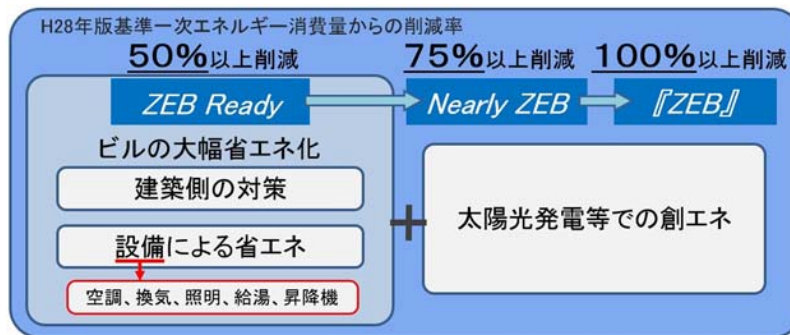 H28年版基準一次エネルギー消費量からの削減率
50%以上削減
75%以上削減
100%以上削減
ZEB Ready
Nearly ZEB
『ZEB』
ビルの大幅省エネ化
建築側の対策
設備による省エネ
空調、換気、照明、給湯、昇降機
+
太陽光発電等での創エネ